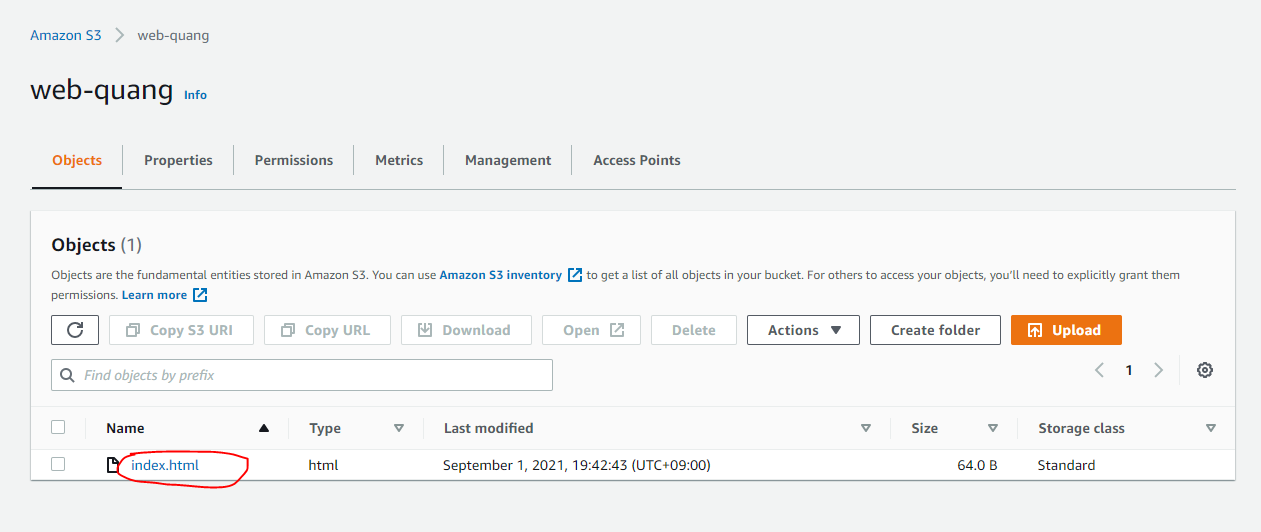 Amazon S3 > web-quang
web-quang Info
Objects Properties Permissions Metrics Management Access Points
Objects (1)
Objects are the fundamental entities stored in Amazon S3. You can use Amazon S3 inventory to get a list of all objects in your bucket. For others to access your objects, you’ll need to explicitly grant them
permissions. Learn more
Copy S3 URI Copy URL Download Open Delete Actions Create folder Upload
Find objects by prefix 1
Name Type Last modified Size Storage class
index.html html September 1, 2021, 19:42:43 (UTC+09:00) 64.0 B Standard